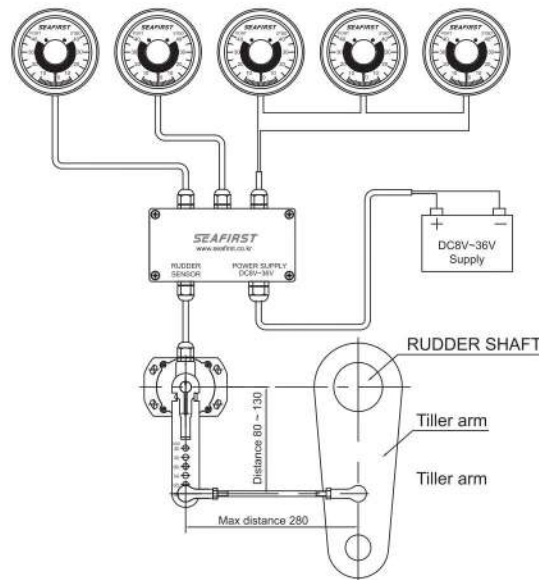 SEAFIRST
SEAFIRST
SEAFIRST
SEAFIRST
SEAFIRST
SEAFIRST
www.seafirst.co.kr
RUDDER
SENSOR
POWER SUPPLY
DC8V~36V
+ −
DC8V~36V
Supply
RUDDER SHAFT
Distance 80 ~ 130
Tiller arm
Tiller arm
Max distance 280